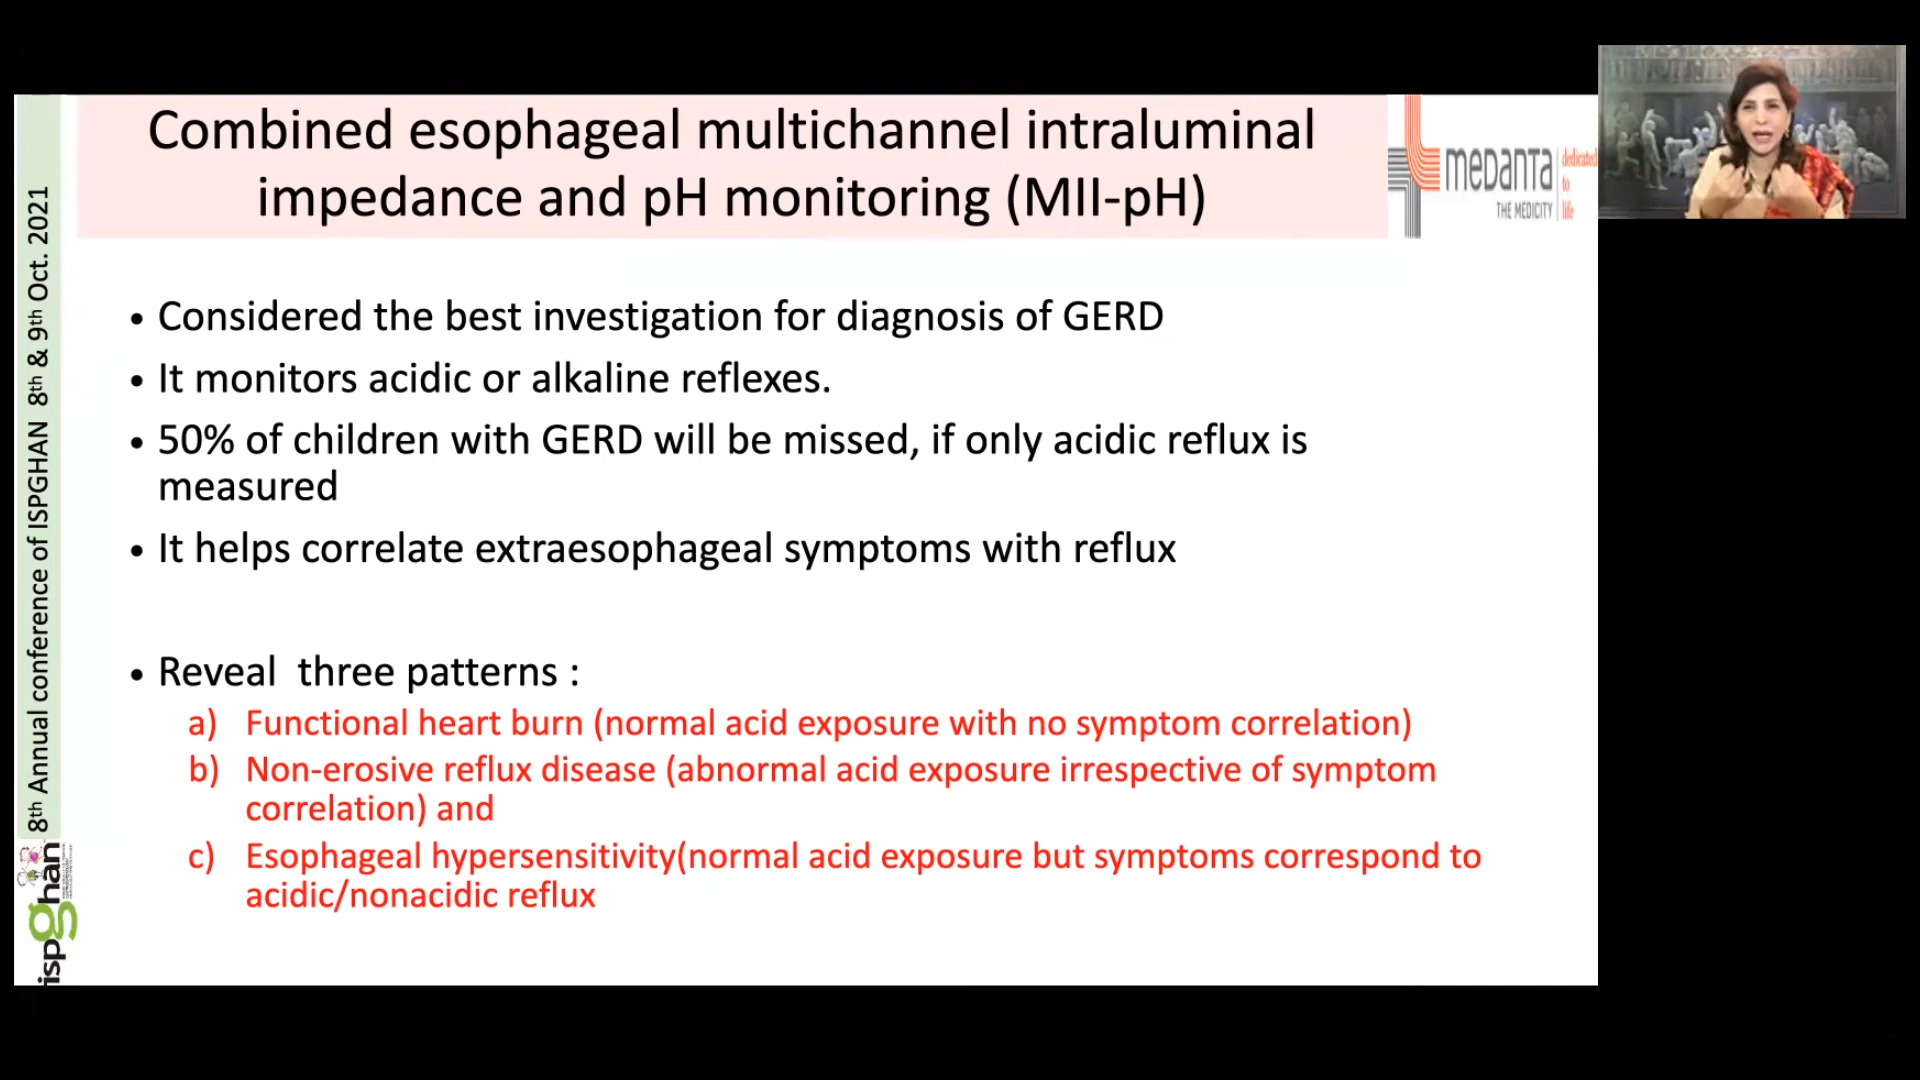 Combined esophageal multichannel intraluminal
impedance and pH monitoring (MII-pH)
medanta
THE MEDICITY
dedicated
to
life
• Considered the best investigation for diagnosis of GERD
• It monitors acidic or alkaline reflexes.
• 50% of children with GERD will be missed, if only acidic reflux is
measured
• It helps correlate extraesophageal symptoms with reflux
• Reveal  three patterns :
a) Functional heart burn (normal acid exposure with no symptom correlation)
b) Non-erosive reflux disease (abnormal acid exposure irrespective of symptom
correlation) and
c) Esophageal hypersensitivity(normal acid exposure but symptoms correspond to
acidic/nonacidic reflux
8th Annual conference of ISPGHAN 8th & 9th Oct. 2021
ispghan